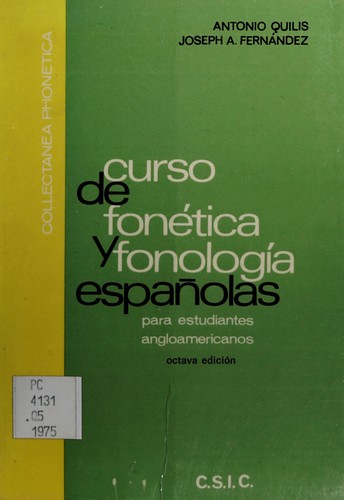 ANTONIO QUILIS
JOSEPH A. FERNÁNDEZ
COLLECTANEA PHONETICA
curso
de
fonética
y fonología
españolas
para estudiantes
angloamericanos
octava edición
PC
4131
.Q5
1975
C.S.I.C.